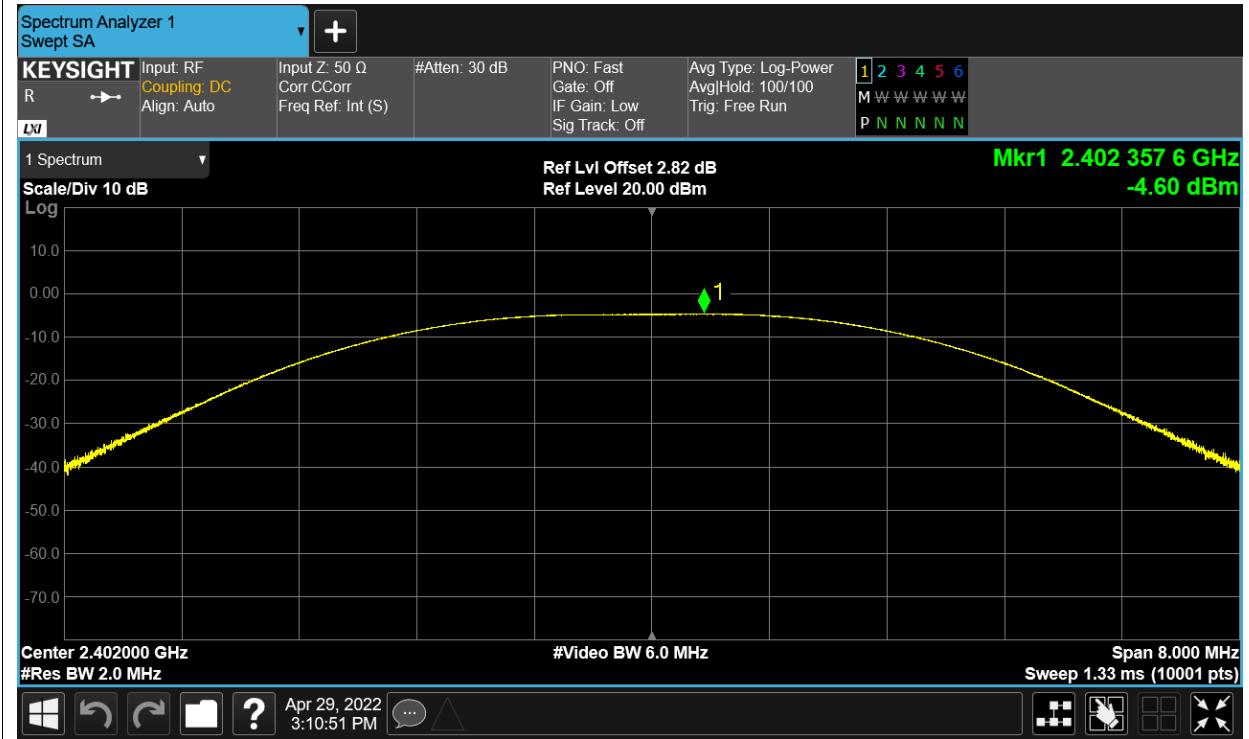 Spectrum Analyzer 1
Swept SA
KEYSIGHT
R
LXI
Input: RF
Coupling: DC
Align: Auto
Input Z: 50 Ω
Corr CCorr
Freq Ref: Int (S)
#Atten: 30 dB
PNO: Fast
Gate: Off
IF Gain: Low
Sig Track: Off
Avg Type: Log-Power
Avg|Hold: 100/100
Trig: Free Run
1 2 3 4 5 6
M W W W W W
P N N N N N
1 Spectrum
Scale/Div 10 dB
Log
Ref Lvl Offset 2.82 dB
Ref Level 20.00 dBm
Mkr1 2.402 357 6 GHz
-4.60 dBm
10.0
0.00
-10.0
-20.0
-30.0
-40.0
-50.0
-60.0
-70.0
1
Center 2.402000 GHz
#Res BW 2.0 MHz
#Video BW 6.0 MHz
Span 8.000 MHz
Sweep 1.33 ms (10001 pts)
?
Apr 29, 2022
3:10:51 PM